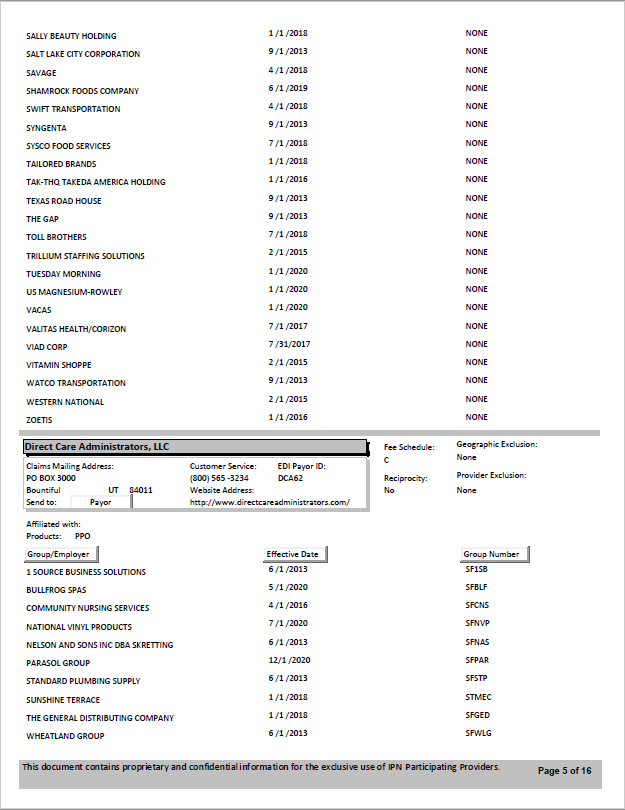 SALLY BEAUTY HOLDING 1 /1 /2018 NONE
SALT LAKE CITY CORPORATION 9 /1 /2013 NONE
SAVAGE 4 /1 /2018 NONE
SHAMROCK FOODS COMPANY 6 /1 /2019 NONE
SWIFT TRANSPORTATION 4 /1 /2018 NONE
SYNGENTA 9 /1 /2013 NONE
SYSCO FOOD SERVICES 7 /1 /2018 NONE
TAILORED BRANDS 1 /1 /2018 NONE
TAK-THQ TAKEDA AMERICA HOLDING 1 /1 /2016 NONE
TEXAS ROAD HOUSE 9 /1 /2013 NONE
THE GAP 9 /1 /2013 NONE
TOLL BROTHERS 7 /1 /2018 NONE
TRILLIUM STAFFING SOLUTIONS 2 /1 /2015 NONE
TUESDAY MORNING 1 /1 /2020 NONE
US MAGNESIUM-ROWLEY 1 /1 /2020 NONE
VACAS 1 /1 /2020 NONE
VALITAS HEALTH/CORIZON 7 /1 /2017 NONE
VIAD CORP 7 /31/2017 NONE
VITAMIN SHOPPE 2 /1 /2015 NONE
WATCO TRANSPORTATION 9 /1 /2013 NONE
WESTERN NATIONAL 2 /1 /2015 NONE
ZOETIS 1 /1 /2016 NONE
Direct Care Administrators, LLC Fee Schedule: Geographic Exclusion:
C None
Claims Mailing Address: Customer Service: EDI Payor ID:
PO BOX 3000 (800) 565 -3234 DCA62 Reciprocity: Provider Exclusion:
Bountiful UT 84011 Website Address: No None
Send to: Payor http://www.directcareadministrators.com/
Affiliated with:
Products: PPO
Group/Employer Effective Date Group Number
1 SOURCE BUSINESS SOLUTIONS 6 /1 /2013 SF1SB
BULLFROG SPAS 5 /1 /2020 SFBLF
COMMUNITY NURSING SERVICES 4 /1 /2016 SFCNS
NATIONAL VINYL PRODUCTS 7 /1 /2020 SFNVP
NELSON AND SONS INC DBA SKRETTING 6 /1 /2013 SFNAS
PARASOL GROUP 12/1 /2020 SFPAR
STANDARD PLUMBING SUPPLY 6 /1 /2013 SFSTP
SUNSHINE TERRACE 1 /1 /2018 STMEC
THE GENERAL DISTRIBUTING COMPANY 1 /1 /2018 SFGED
WHEATLAND GROUP 6 /1 /2013 SFWLG
This document contains proprietary and confidential information for the exclusive use of IPN Participating Providers. Page 5 of 16